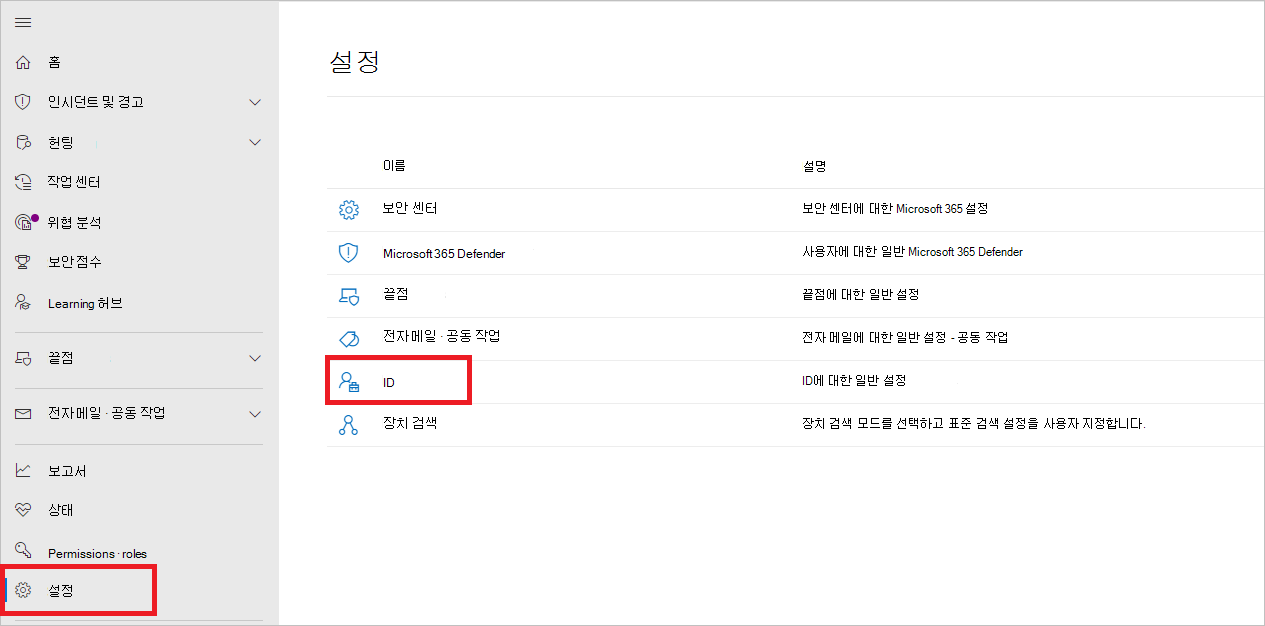 홈
인시던트 및 경고
헌팅
작업 센터
위협 분석
보안 점수
Learning 허브
끝점
전자 메일 · 공동 작업
보고서
상태
Permissions · roles
설정
설정
이름 설명
보안 센터 보안 센터에 대한 Microsoft 365 설정
Microsoft 365 Defender 사용자에 대한 일반 Microsoft 365 Defender
끝점 끝점에 대한 일반 설정
전자 메일 · 공동 작업 전자 메일에 대한 일반 설정 - 공동 작업
ID ID에 대한 일반 설정
장치 검색 장치 검색 모드를 선택하고 표준 검색 설정을 사용자 지정합니다.